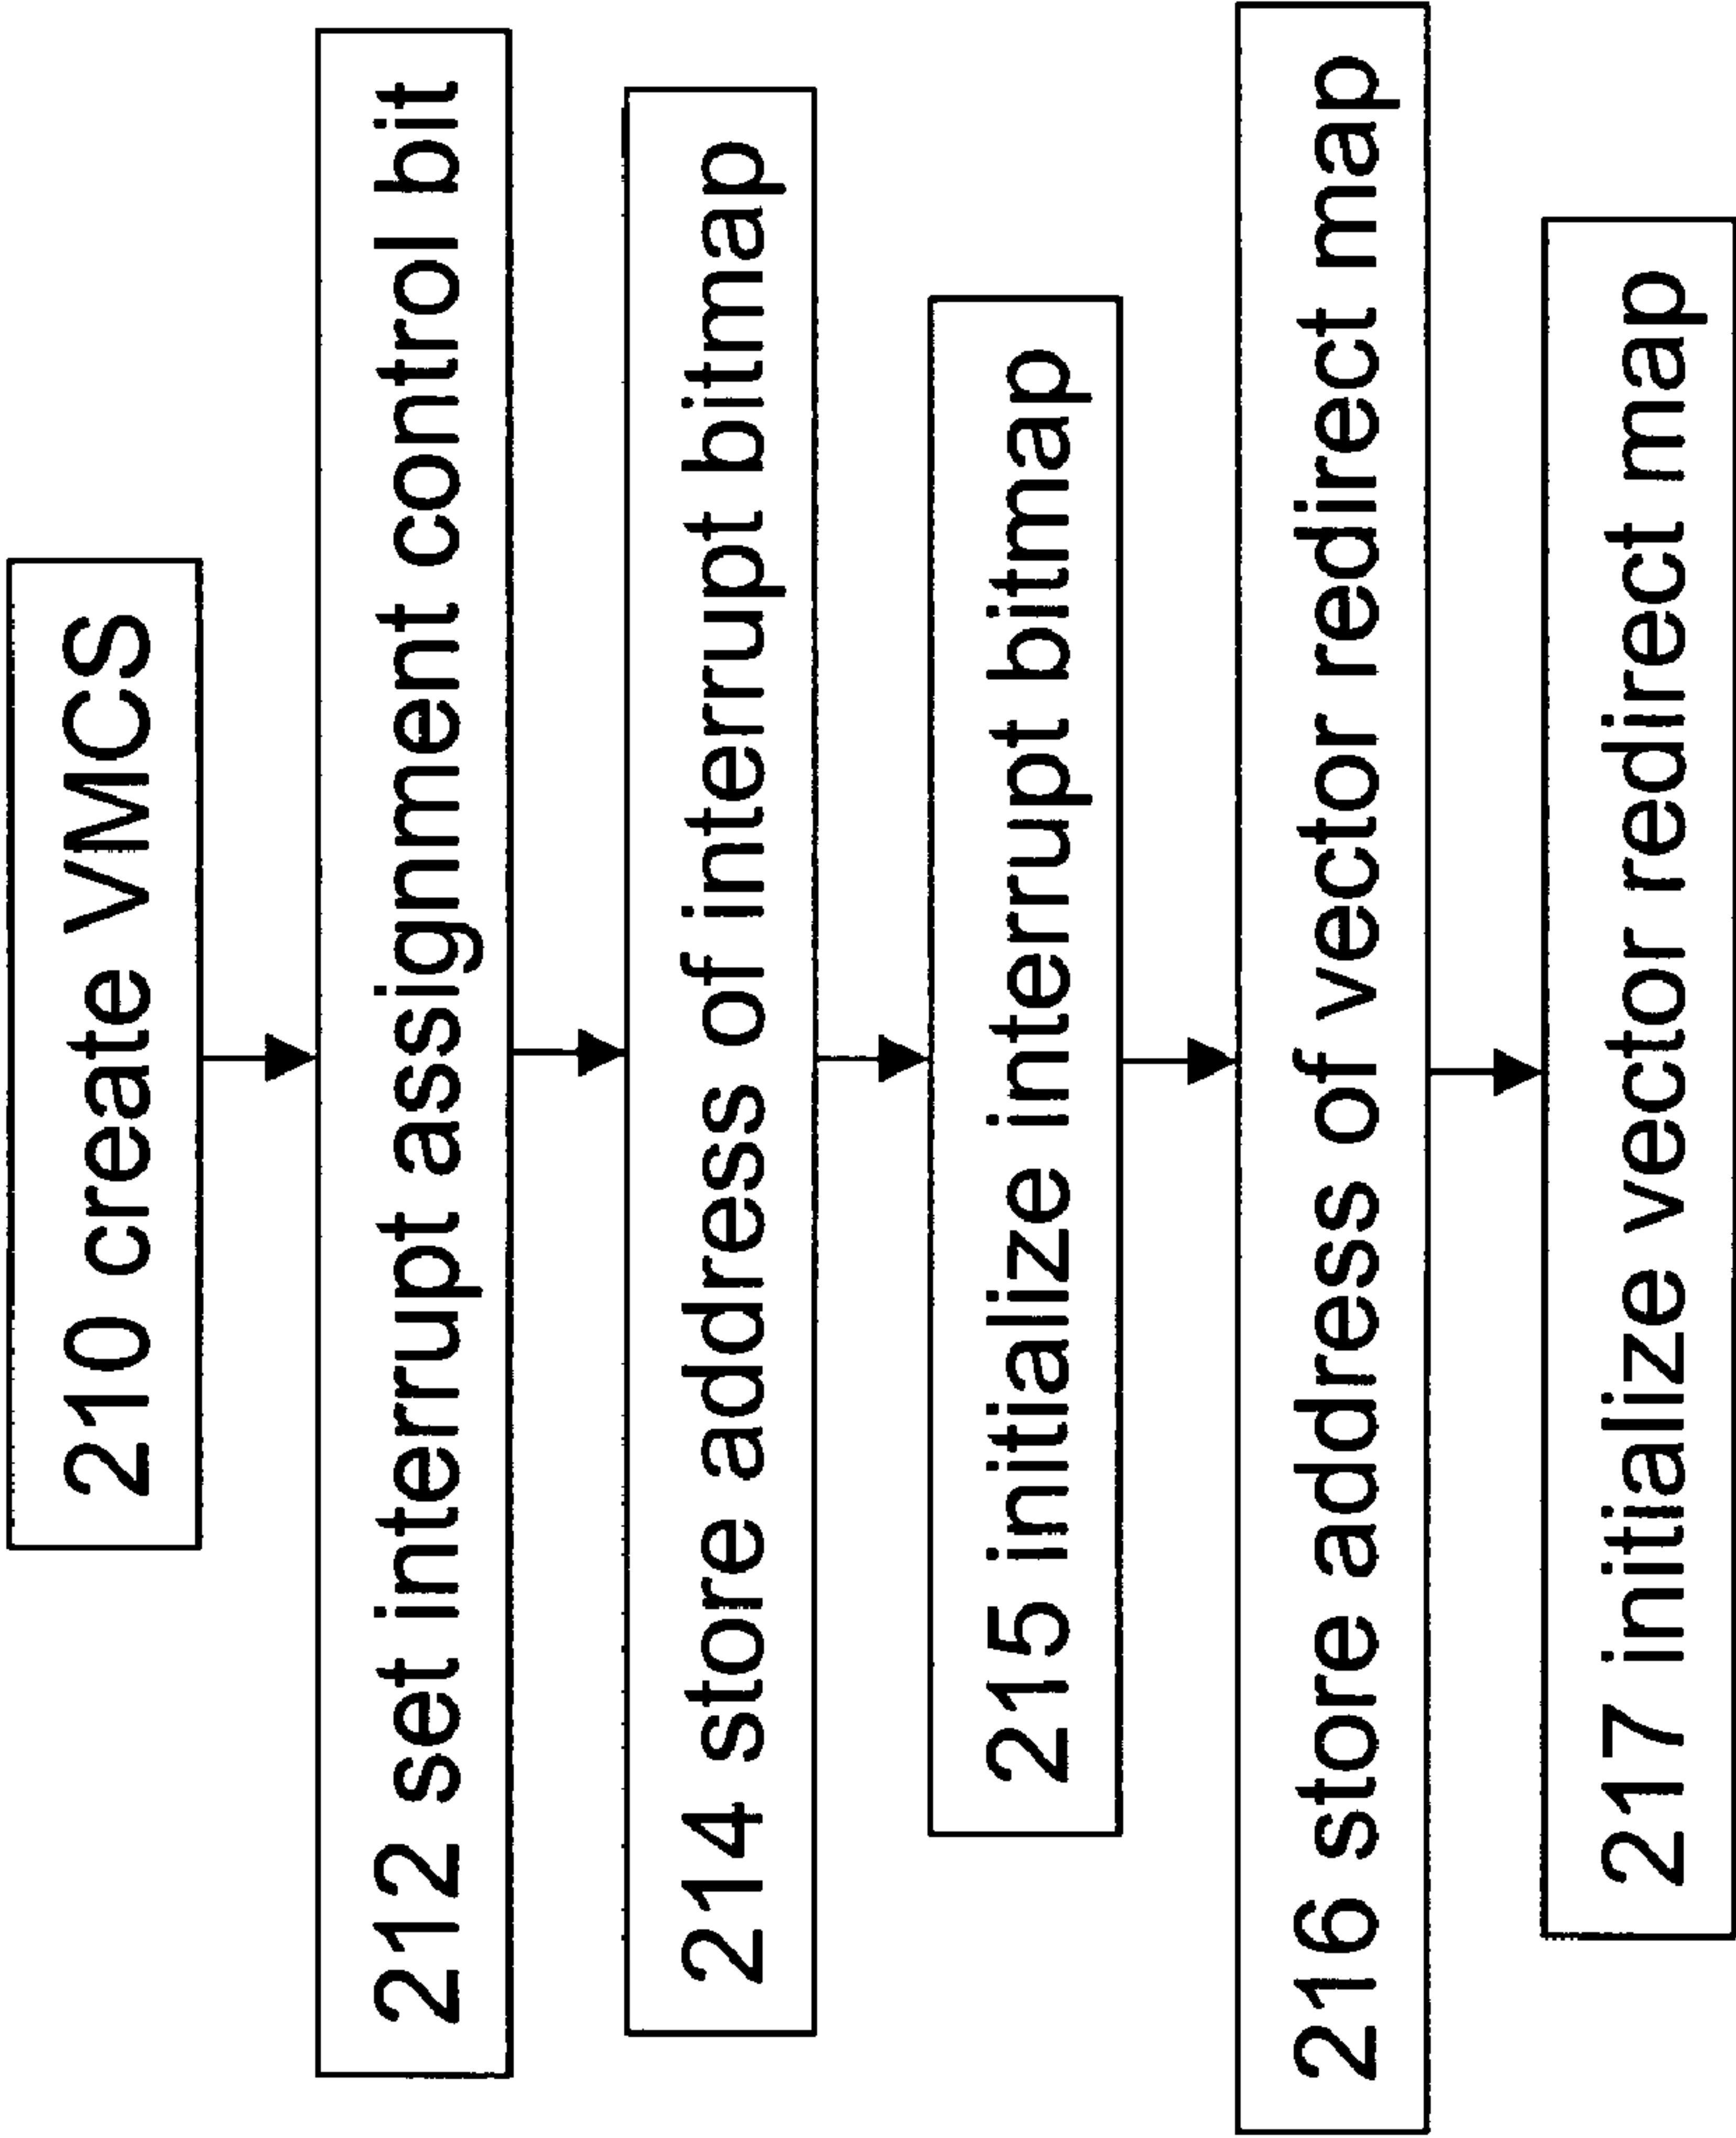 210 create VMCS
212 set interrupt assignment control bit
214 store address of interrupt bitmap
215 initialize interrupt bitmap
216 store address of vector redirect map
217 initialize vector redirect map